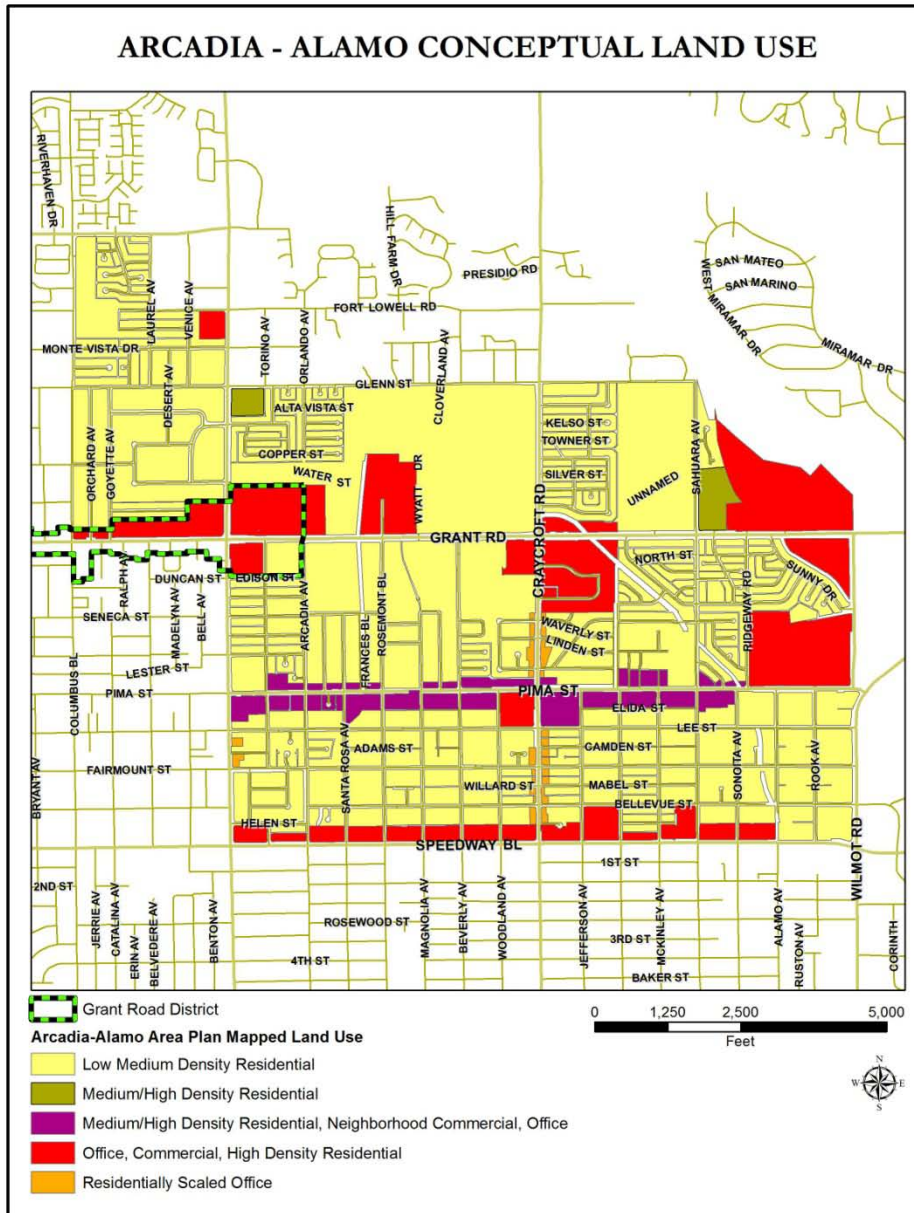 ARCADIA - ALAMO CONCEPTUAL LAND USE
RIVERHAVEN DR
HILL FARM DR
PRESIDIO RD
SAN MATEO
SAN MARINO
WEST MIRAMAR DR
MIRAMAR DR
LAUREL AV
VENICE AV
FORT LOWELL RD
MONTE VISTA DR
TORINO AV
ORLANDO AV
CLOVERLAND AV
DESERT AV
GLENN ST
ALTA VISTA ST
KELSO ST
TOWNER ST
SAHUARA AV
ORCHARD AV
GOYETTE AV
COPPER ST
WATER ST
WYATT DR
SILVER ST
UNNAMED
GRANT RD
CRAYCROFT RD
RALPH AV
DUNCAN ST
EDISON ST
NORTH ST
SUNNY DR
SENECA ST
MADELYN AV
BELL AV
ARCADIA AV
FRANCES BL
ROSEMONT BL
WAVERLY ST
LINDEN ST
RIDGEWAY RD
COLUMBUS BL
LESTER ST
PIMA ST
PIMA ST
ELIDA ST
LEE ST
BRYANT AV
FAIRMOUNT ST
SANTA ROSA AV
ADAMS ST
CAMDEN ST
SONOITA AV
ROOK AV
WILLARD ST
MABEL ST
BELLEVUE ST
HELEN ST
SPEEDWAY BL
WILMOT RD
1ST ST
2ND ST
JERRIE AV
CATALINA AV
ERIN AV
BELVEDERE AV
BENTON AV
ROSEWOOD ST
4TH ST
MAGNOLIA AV
BEVERLY AV
WOODLAND AV
JEFFERSON AV
3RD ST
MCKINLEY AV
BAKER ST
ALAMO AV
RUSTON AV
CORINTH
Grant Road District
Arcadia-Alamo Area Plan Mapped Land Use
Low Medium Density Residential
Medium/High Density Residential
Medium/High Density Residential, Neighborhood Commercial, Office
Office, Commercial, High Density Residential
Residentially Scaled Office
0 1,250 2,500 5,000
Feet
N
W E
S